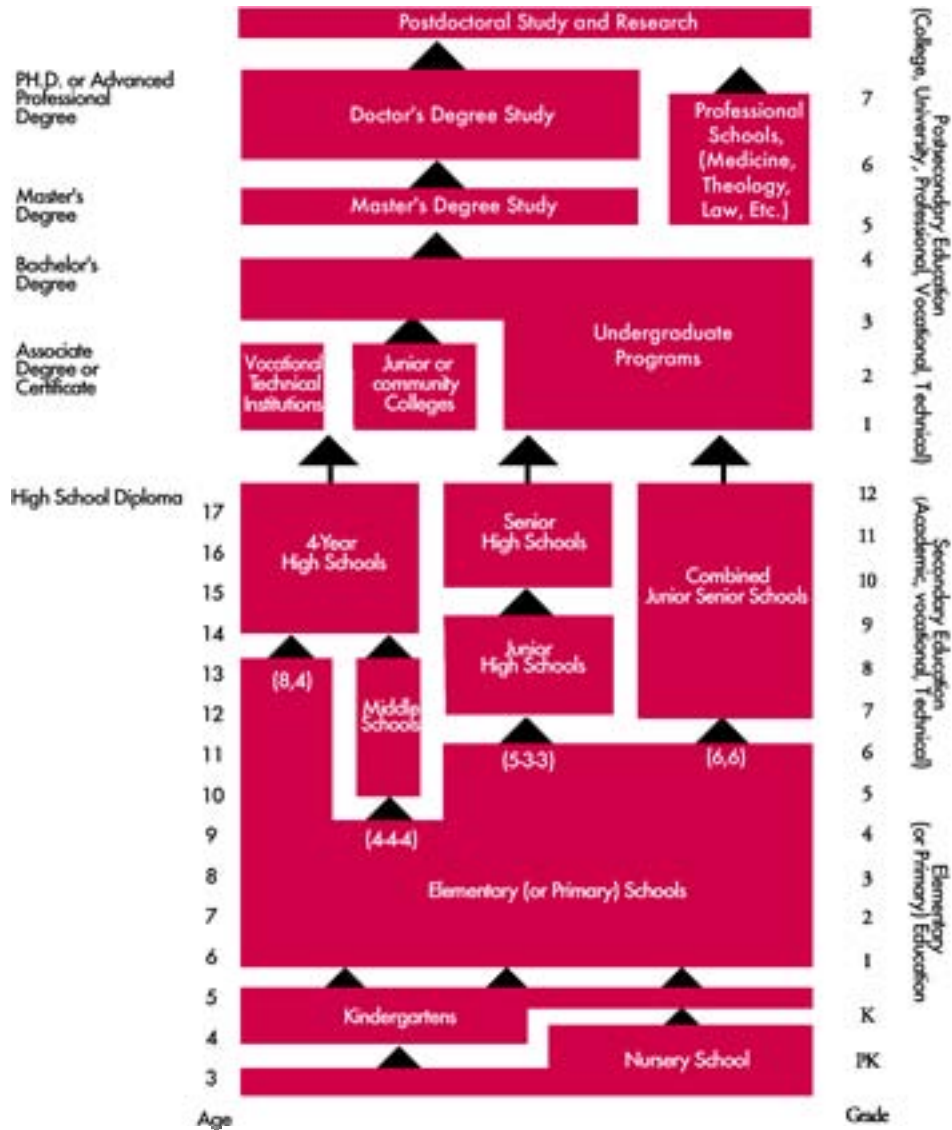 Postdoctoral Study and Research
PH.D. or Advanced
Professional
Degree
Doctor's Degree Study
Professional
Schools,
(Medicine,
Theology,
Law, Etc.)
7
6
Master's
Degree
Master's Degree Study
5
Bachelor's
Degree
4
3
Undergraduate
Programs
Associate
Degree or
Certificate
Vocational
Technical
Institutions
Junior or
community
Colleges
2
1
Postsecondary Education
(College, University, Professional, Vocational, Technical)
High School Diploma
17
16
15
14
13
12
11
10
9
8
7
6
5
4
3
Age
4-Year
High Schools
Senior
High Schools
Combined
Junior Senior Schools
Junior
High Schools
(8,4)
Middle
Schools
(5-3-3)
(6,6)
(4-4-4)
Elementary (or Primary) Schools
Kindergartens
Nursery School
12
11
10
9
8
7
6
5
4
3
2
1
K
PK
Grade
Secondary Education
(Academic, vocational, Technical)
Elementary
(or Primary) Education